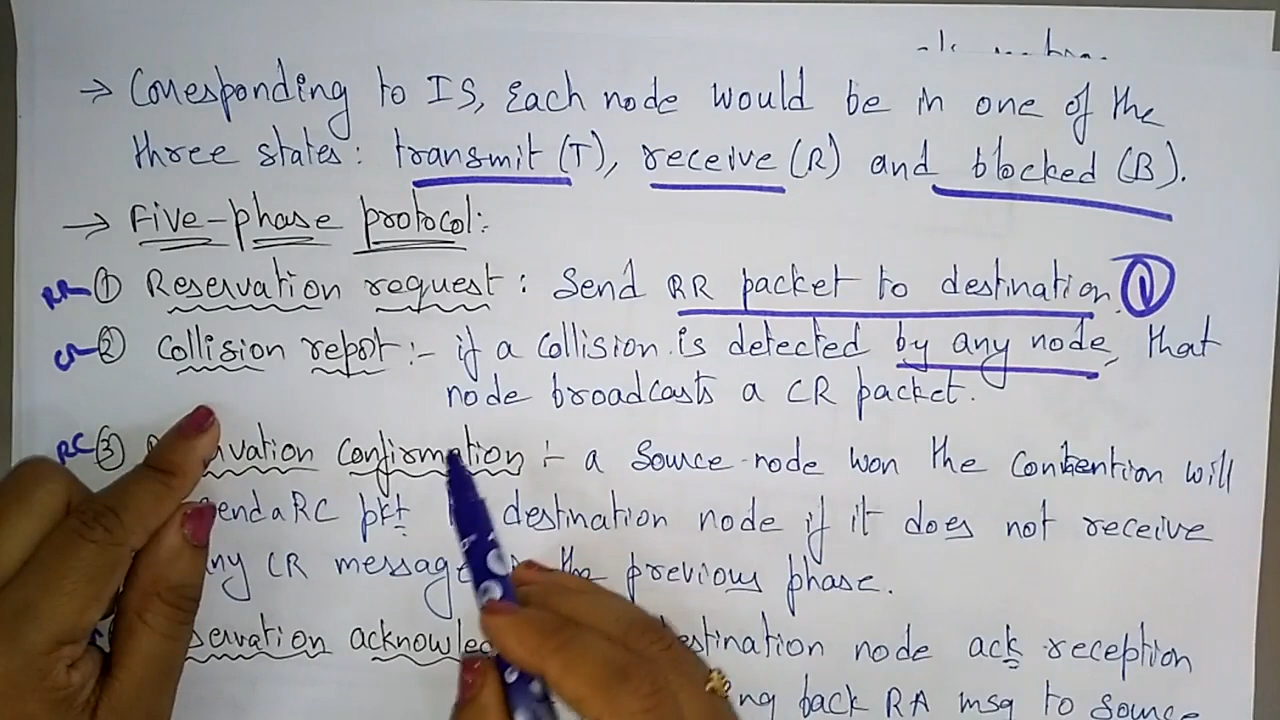 → Corresponding to IS, Each node would be in one of the
three states: transmit (T), receive (R) and blocked (B).
→ Five-phase protocol:
RR ① Reservation request: Send RR packet to destination. ①
② Collision report :- if a collision is detected by any node, that
node broadcasts a CR packet.
RC ③ vation Confirmation :- a Source node won the Contention will
send a RC pkt destination node if it does not receive
ny CR message the previous phase.
servation acknowle stination node ack reception
ng back RA msg to source